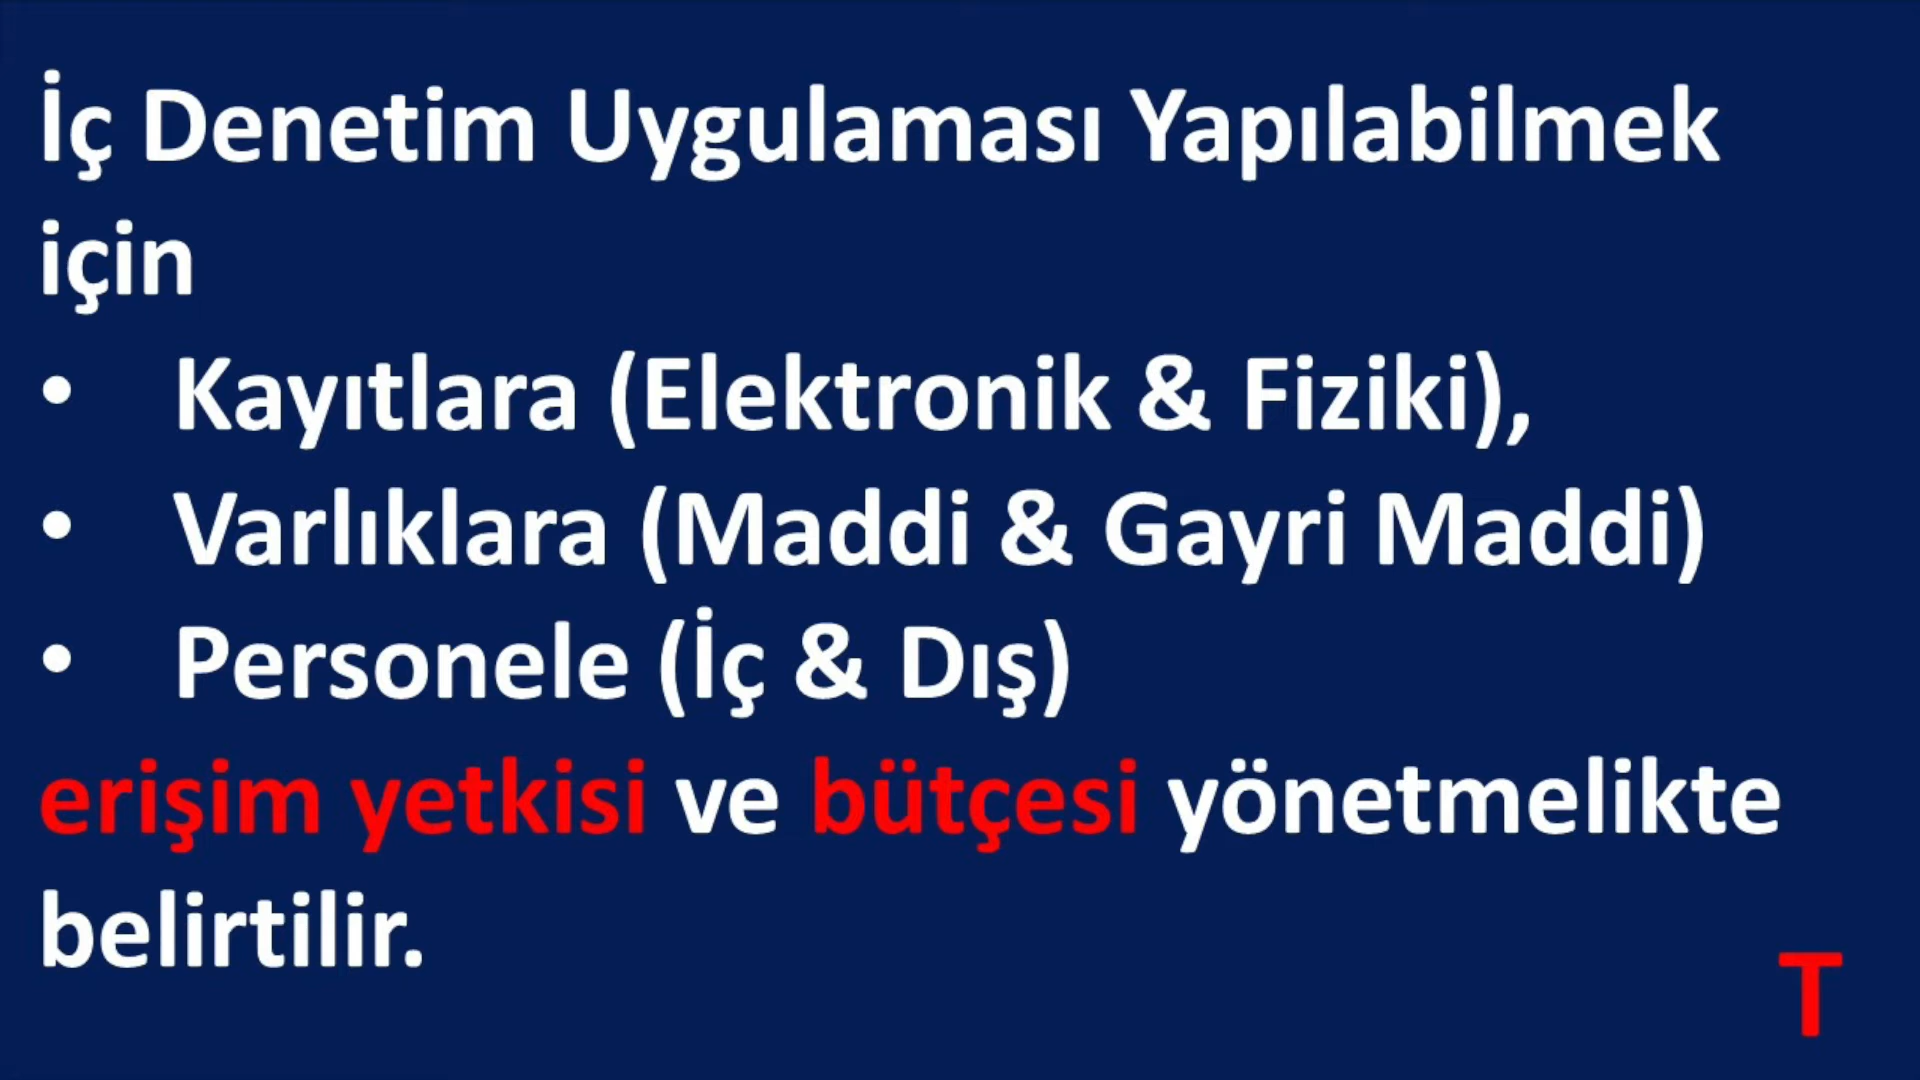 İç Denetim Uygulaması Yapılabilmek
için
• Kayıtlara (Elektronik & Fiziki),
• Varlıklara (Maddi & Gayri Maddi)
• Personele (İç & Dış)
erişim yetkisi ve bütçesi yönetmelikte
belirtilir.
T